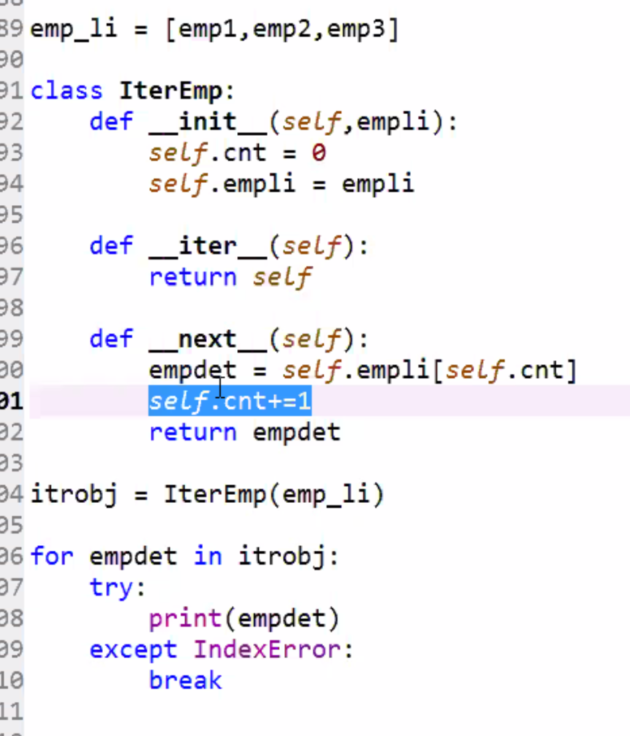 89 emp_li = [emp1,emp2,emp3]
90
91 class IterEmp:
92     def __init__(self,empli):
93         self.cnt = 0
94         self.empli = empli
95
96     def __iter__(self):
97         return self
98
99     def __next__(self):
00         empdet = self.empli[self.cnt]
01         self.cnt+=1
02         return empdet
03
04 itrobj = IterEmp(emp_li)
05
06 for empdet in itrobj:
07     try:
08         print(empdet)
09     except IndexError:
10         break
11